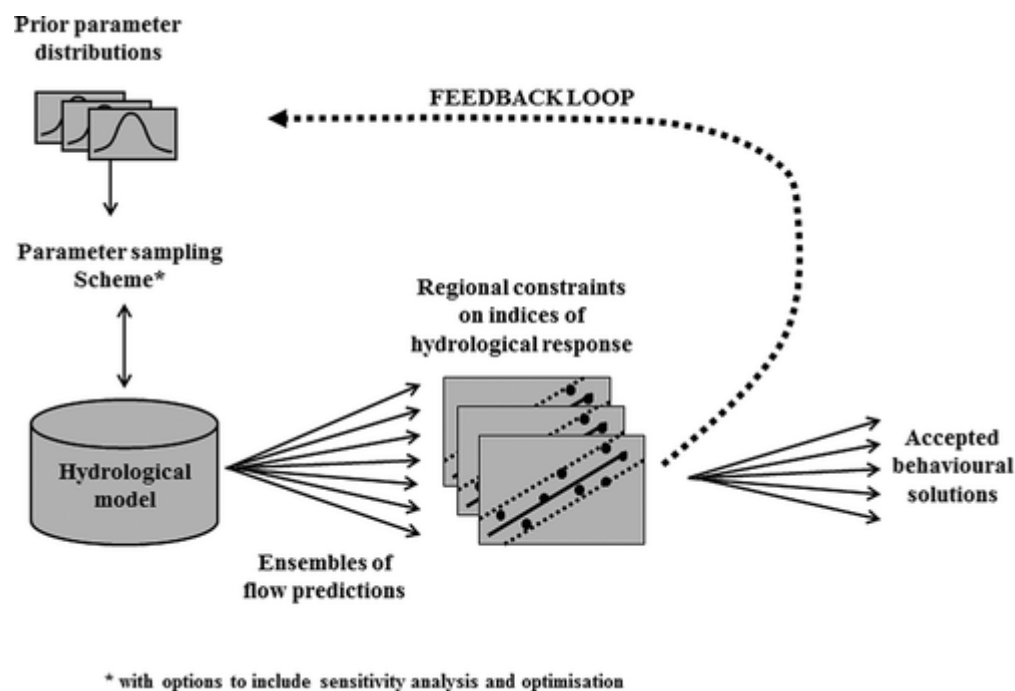 Prior parameter
distributions
FEEDBACK LOOP
Parameter sampling
Scheme*
Regional constraints
on indices of
hydrological response
Hydrological
model
Accepted
behavioural
solutions
Ensembles of
flow predictions
* with options to include sensitivity analysis and optimisation